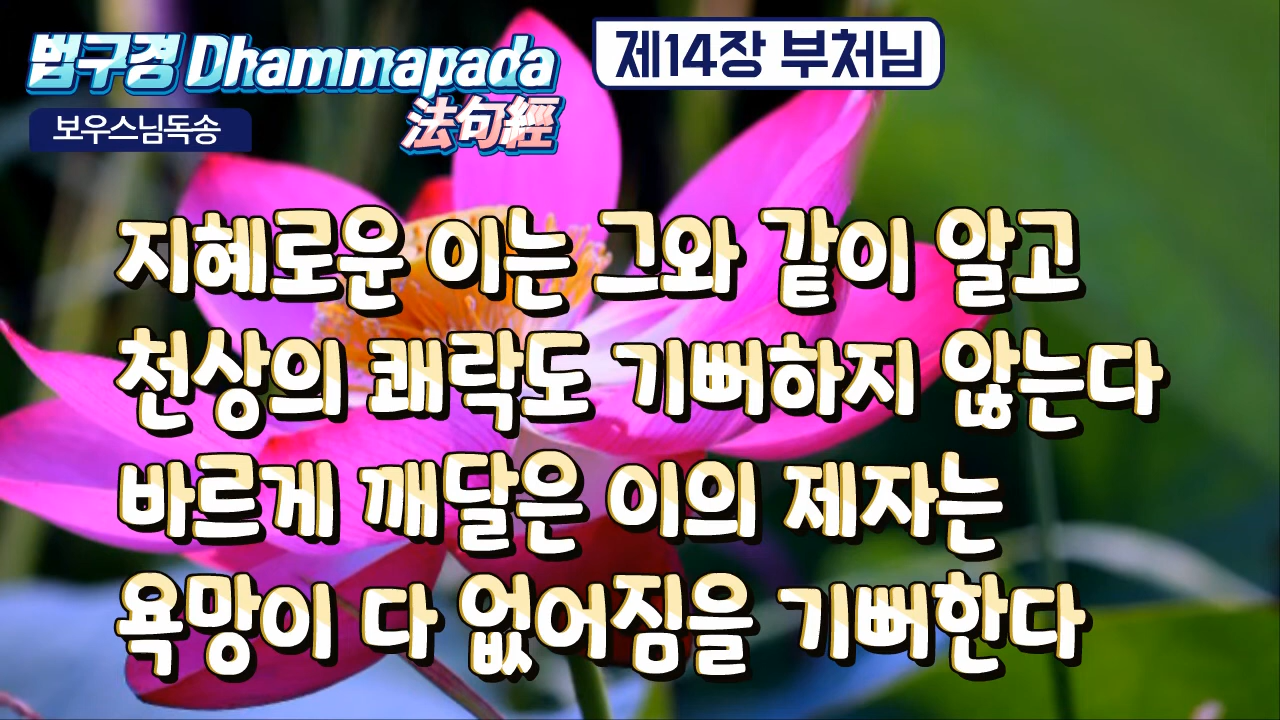 법구경 Dhammapada
法句經
보우스님독송
제14장 부처님
지혜로운 이는 그와 같이 알고
천상의 쾌락도 기뻐하지 않는다
바르게 깨달은 이의 제자는
욕망이 다 없어짐을 기뻐한다